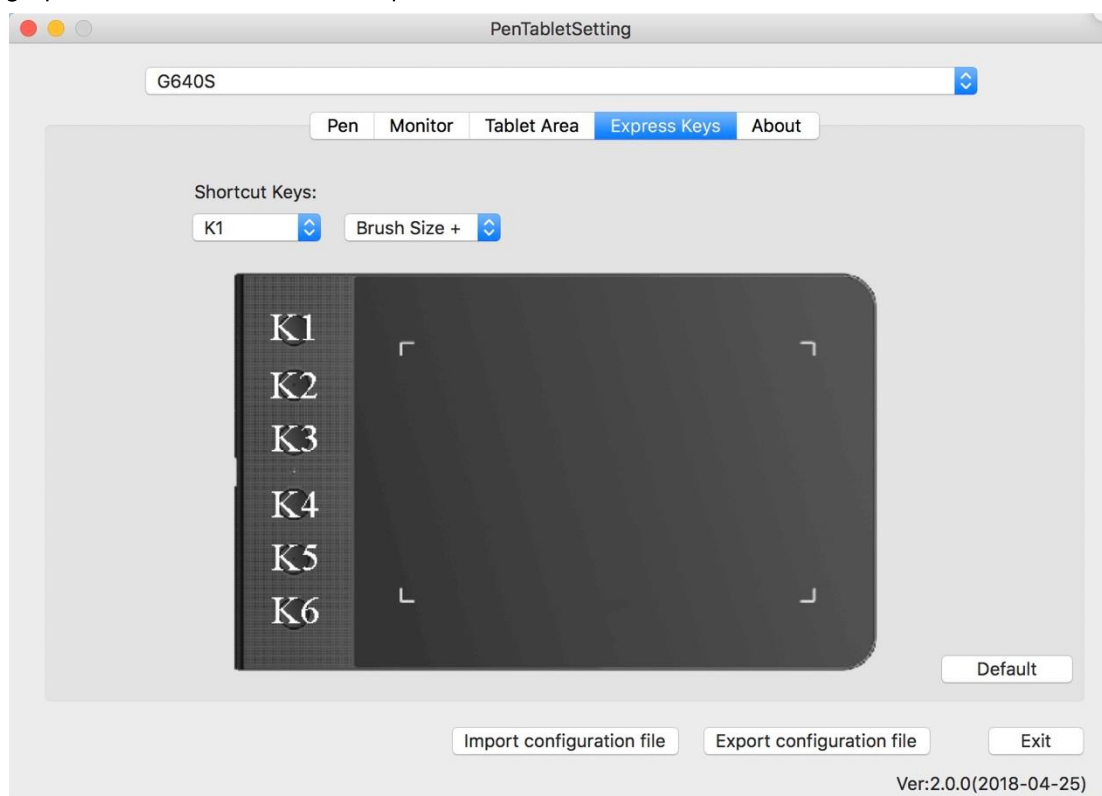 PenTabletSetting
G640S
Pen Monitor Tablet Area Express Keys About
Shortcut Keys:
K1 Brush Size +
K1
K2
K3
K4
K5
K6
Default
Import configuration file Export configuration file Exit
Ver:2.0.0(2018-04-25)